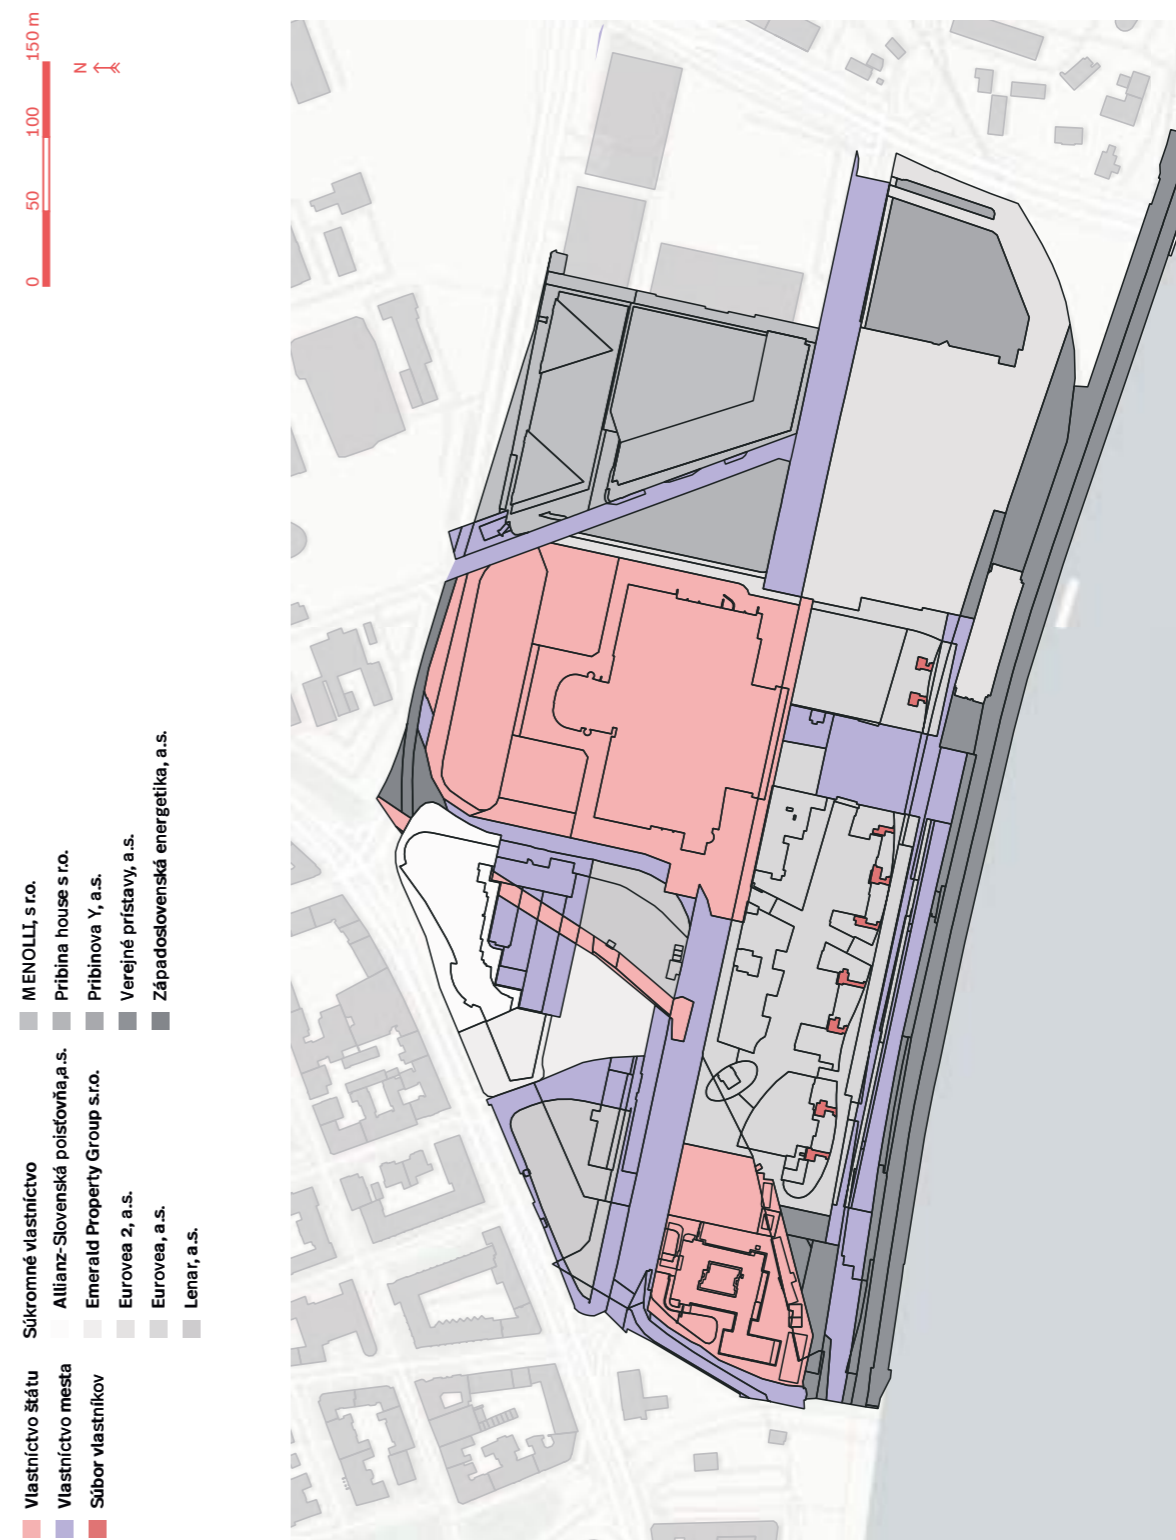 Vlastníctvo štátu
Vlastníctvo mesta
Súbor vlastníkov
Súkromné vlastníctvo
Allianz-Slovenská poisťovňa,a.s.
Emerald Property Group s.r.o.
Eurovea 2, a.s.
Eurovea, a.s.
Lenar, a.s.
MENOLLI, s r.o.
Pribina house s r.o.
Pribinova Y, a.s.
Verejné prístavy, a.s.
Západoslovenská energetika, a.s.
0 50 100 150 m
N